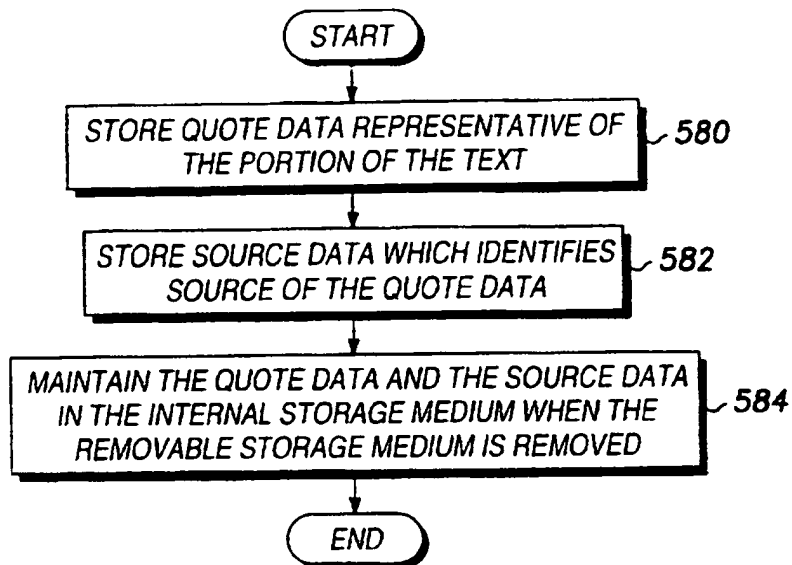 START
STORE QUOTE DATA REPRESENTATIVE OF
THE PORTION OF THE TEXT
580
STORE SOURCE DATA WHICH IDENTIFIES
SOURCE OF THE QUOTE DATA
582
MAINTAIN THE QUOTE DATA AND THE SOURCE DATA
IN THE INTERNAL STORAGE MEDIUM WHEN THE
REMOVABLE STORAGE MEDIUM IS REMOVED
584
END